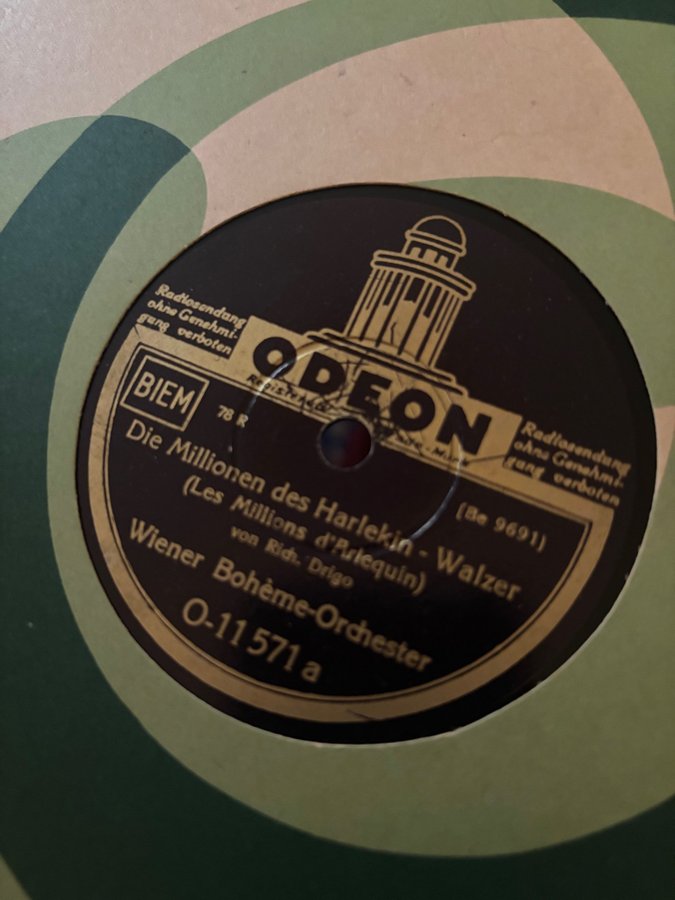 Radiosendung
ohne Genehmi-
gung verboten
ODEON
Radiosendung
ohne Genehmi-
gung verboten
BIEM
78 R
[Be 9691]
Die Millionen des Harlekin - Walzer
(Les Millions d'Arlequin)
von Rich. Drigo
Wiener Bohème-Orchester
O-11571 a